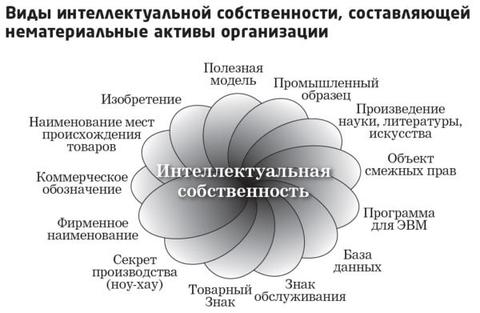 Виды интеллектуальной собственности, составляющей
нематериальные активы организации
Полезная
модель
Промышленный
образец
Произведение
науки, литературы,
искусства
Объект
смежных прав
Программа
для ЭВМ
База
данных
Знак
обслуживания
Товарный
Знак
Секрет
производства
(ноу-хау)
Фирменное
наименование
Коммерческое
обозначение
Наименование мест
происхождения
товаров
Изобретение
Интеллектуальная
собственность